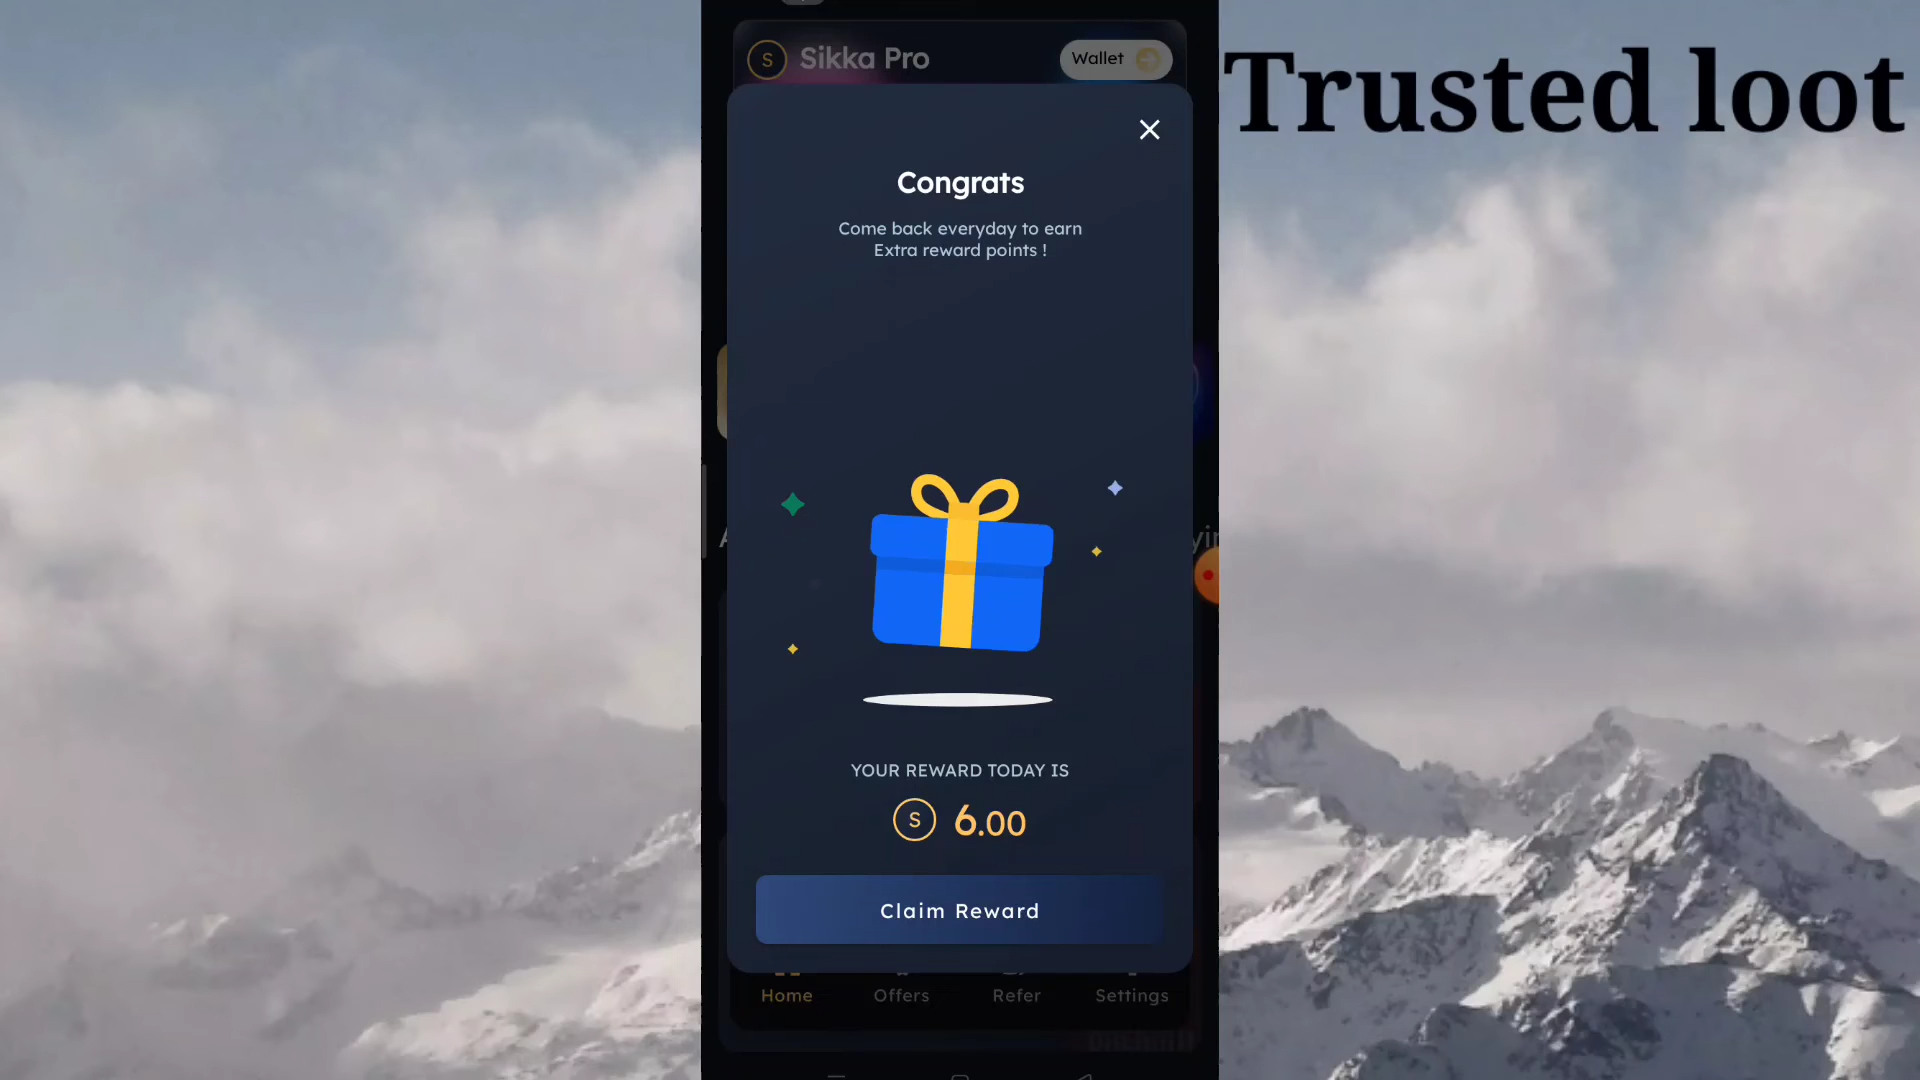 S Sikka Pro
Wallet
Trusted loot
Congrats
Come back everyday to earn
Extra reward points !
YOUR REWARD TODAY IS
S 6.00
Claim Reward
Home
Offers
Refer
Settings